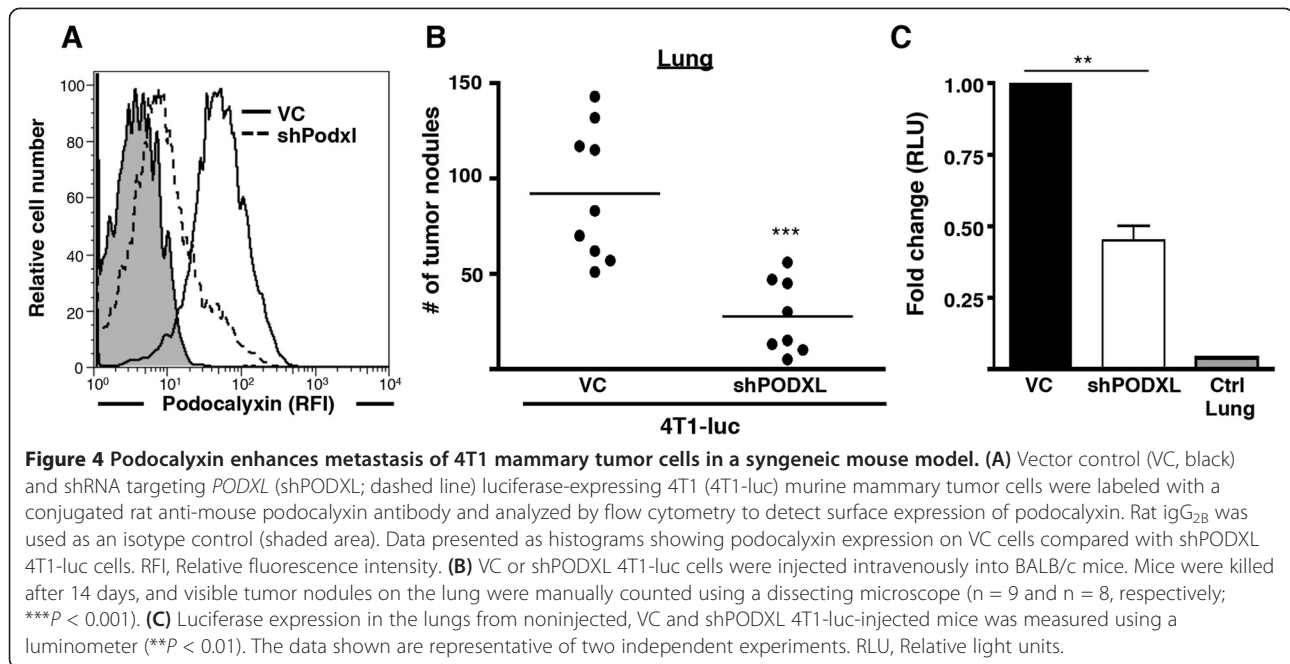 A
Relative cell number
100
80
60
40
20
0
VC
shPodxl
10⁰ 10¹ 10² 10³ 10⁴
Podocalyxin (RFI)
B
Lung
# of tumor nodules
150
100
50
***
VC shPODXL
4T1-luc
C
Fold change (RLU)
**
1.00
0.75
0.50
0.25
VC shPODXL Ctrl
Lung
Figure 4 Podocalyxin enhances metastasis of 4T1 mammary tumor cells in a syngeneic mouse model. (A) Vector control (VC, black)
and shRNA targeting PODXL (shPODXL; dashed line) luciferase-expressing 4T1 (4T1-luc) murine mammary tumor cells were labeled with a
conjugated rat anti-mouse podocalyxin antibody and analyzed by flow cytometry to detect surface expression of podocalyxin. Rat igG₂B was
used as an isotype control (shaded area). Data presented as histograms showing podocalyxin expression on VC cells compared with shPODXL
4T1-luc cells. RFI, Relative fluorescence intensity. (B) VC or shPODXL 4T1-luc cells were injected intravenously into BALB/c mice. Mice were killed
after 14 days, and visible tumor nodules on the lung were manually counted using a dissecting microscope (n = 9 and n = 8, respectively;
***P < 0.001). (C) Luciferase expression in the lungs from noninjected, VC and shPODXL 4T1-luc-injected mice was measured using a
luminometer (**P < 0.01). The data shown are representative of two independent experiments. RLU, Relative light units.